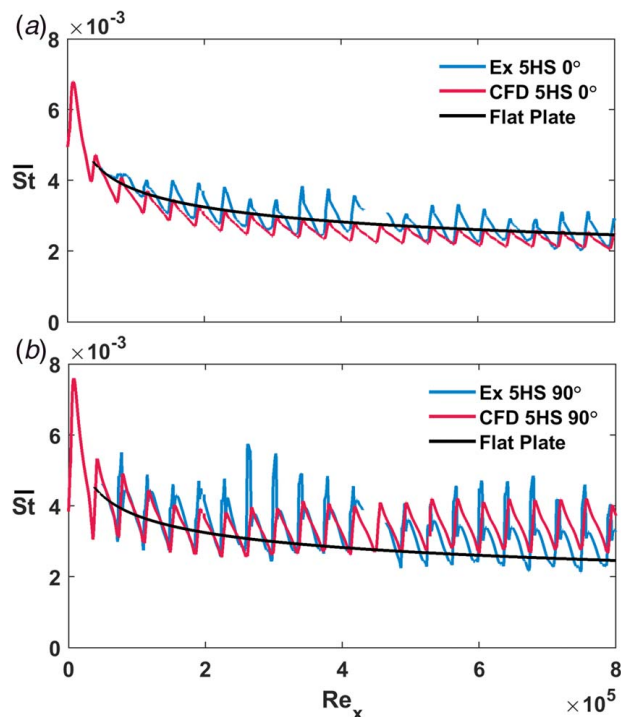 (a)
×10⁻³
8
6
4
2
0
St
Ex 5HS 0°
CFD 5HS 0°
Flat Plate
(b)
×10⁻³
8
6
4
2
0
St
Ex 5HS 90°
CFD 5HS 90°
Flat Plate
0 2 4 6 8
Reₓ
×10⁵